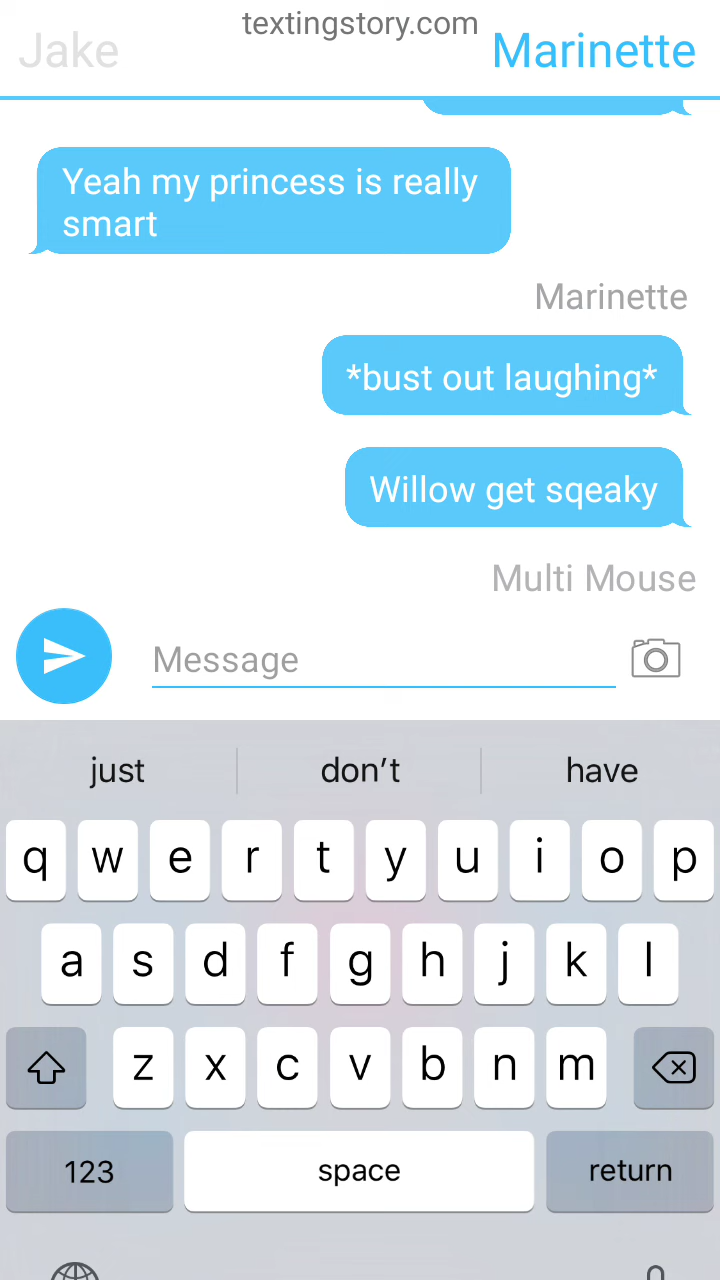 textingstory.com
Jake
Marinette
Yeah my princess is really
smart
Marinette
*bust out laughing*
Willow get sqeaky
Multi Mouse
Message
just don't have
q w e r t y u i o p
a s d f g h j k l
z x c v b n m
123 space return